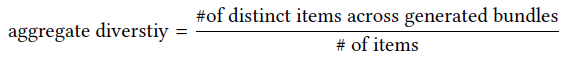 aggregate diverstiy = #of distinct items across generated bundles
# of items